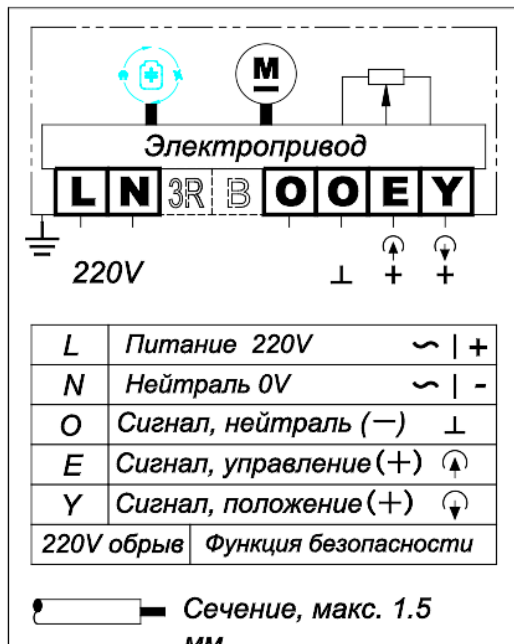 M
Электропривод
L N 3R B O O E Y
220V ⊥ + +
L Питание 220V ∽ | +
N Нейтраль 0V ∽ | -
O Сигнал, нейтраль (—) ⊥
E Сигнал, управление(+)
Y Сигнал, положение(+)
220V обрыв Функция безопасности
Сечение, макс. 1.5
мм